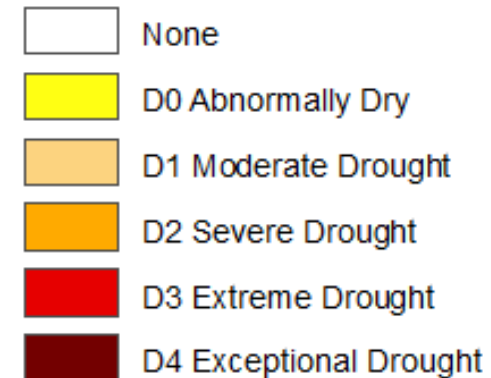 None
D0 Abnormally Dry
D1 Moderate Drought
D2 Severe Drought
D3 Extreme Drought
D4 Exceptional Drought